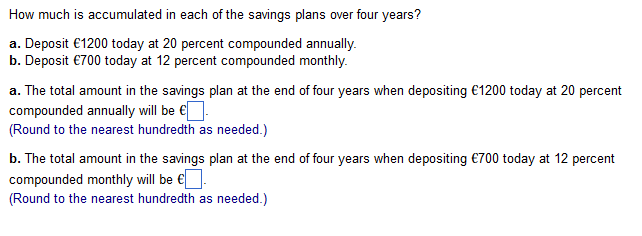 How much is accumulated in each of the savings plans over four years?
a. Deposit €1200 today at 20 percent compounded annually.
b. Deposit €700 today at 12 percent compounded monthly.
a. The total amount in the savings plan at the end of four years when depositing €1200 today at 20 percent
compounded annually will be € .
(Round to the nearest hundredth as needed.)
b. The total amount in the savings plan at the end of four years when depositing €700 today at 12 percent
compounded monthly will be € .
(Round to the nearest hundredth as needed.)